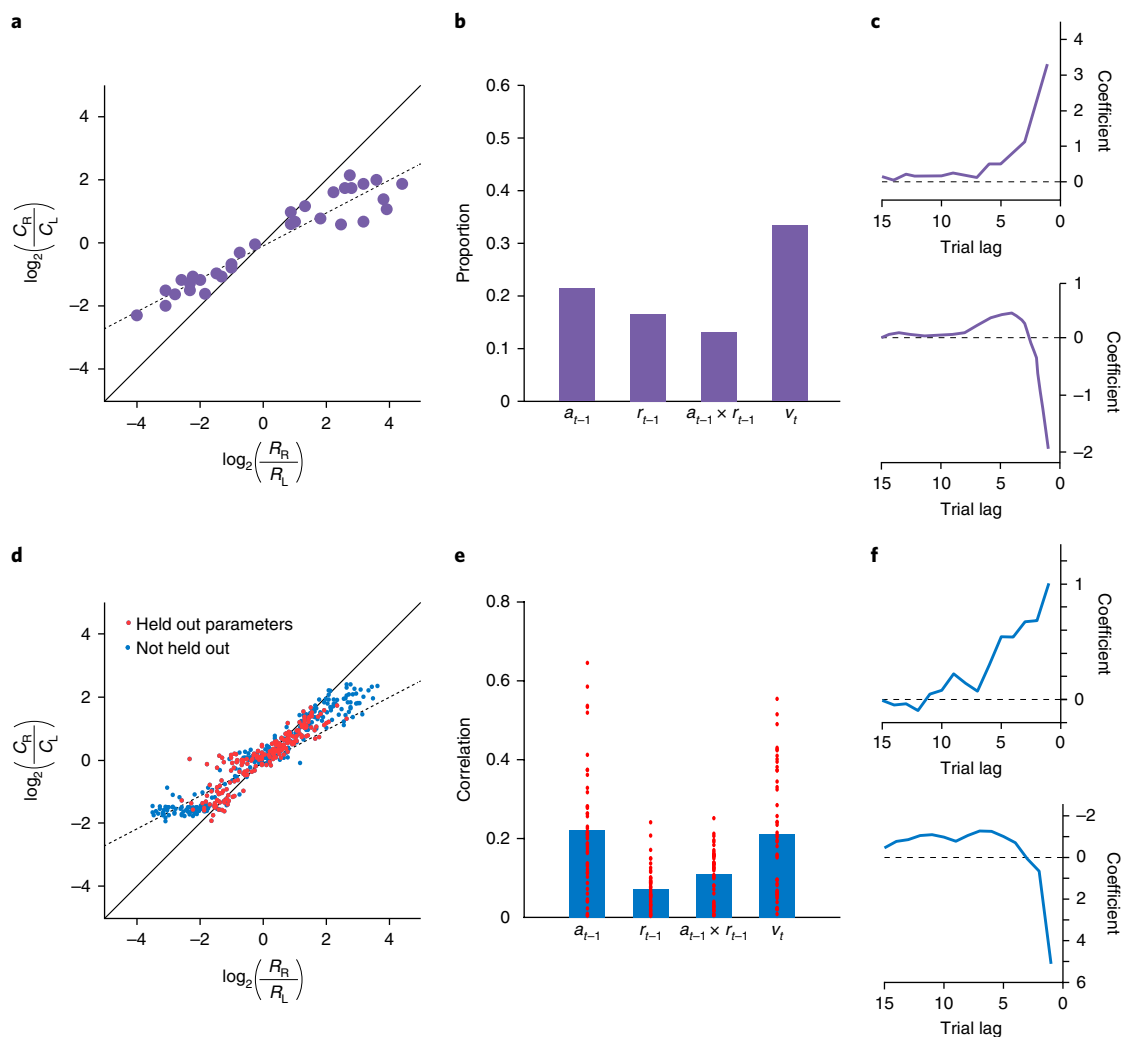 a
4
2
0
−2
−4
log2(CR/CL)
−4 −2 0 2 4
log2(RR/RL)
b
0.6
0.5
0.4
0.3
0.2
0.1
0
Proportion
at–1 rt–1 at–1 × rt–1 vt
c
4
3
2
1
0
Coefficient
15 10 5 0
Trial lag
1
0
−1
−2
Coefficient
15 10 5 0
Trial lag
d
Held out parameters
Not held out
4
2
0
−2
−4
log2(CR/CL)
−4 −2 0 2 4
log2(RR/RL)
e
0.8
0.6
0.4
0.2
0
Correlation
at–1 rt–1 at–1 × rt–1 vt
f
1
0
Coefficient
15 10 5 0
Trial lag
−2
0
2
4
6
Coefficient
15 10 5 0
Trial lag